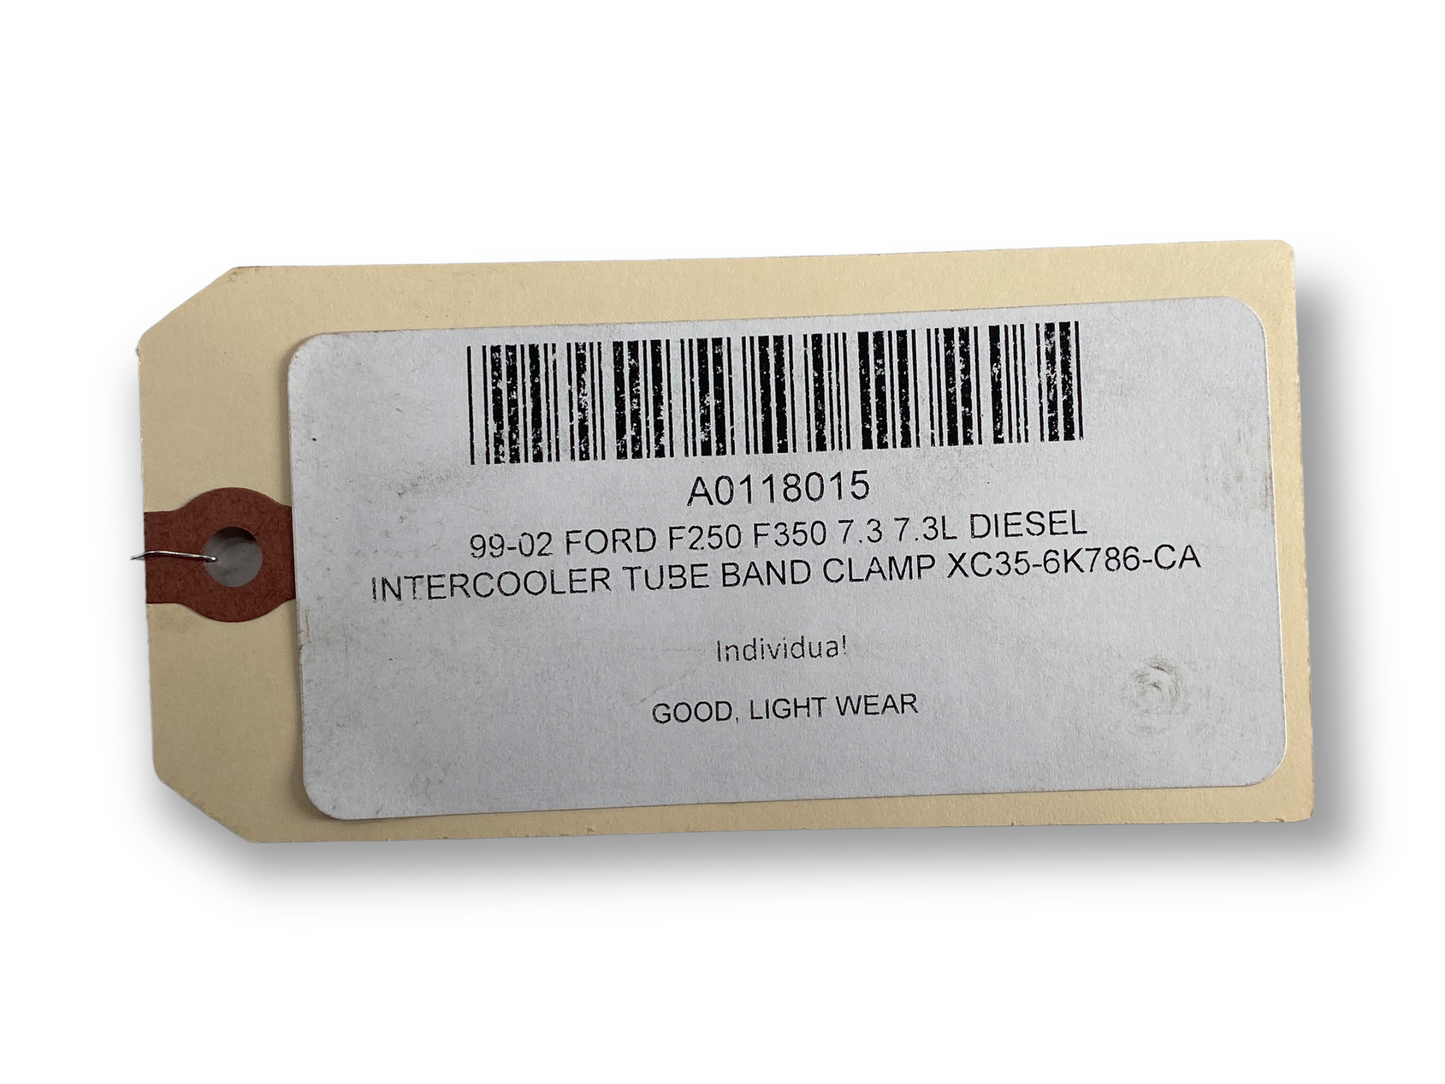 A0118015
99-02 FORD F250 F350 7.3 7.3L DIESEL
INTERCOOLER TUBE BAND CLAMP XC35-6K786-CA
Individual
GOOD, LIGHT WEAR